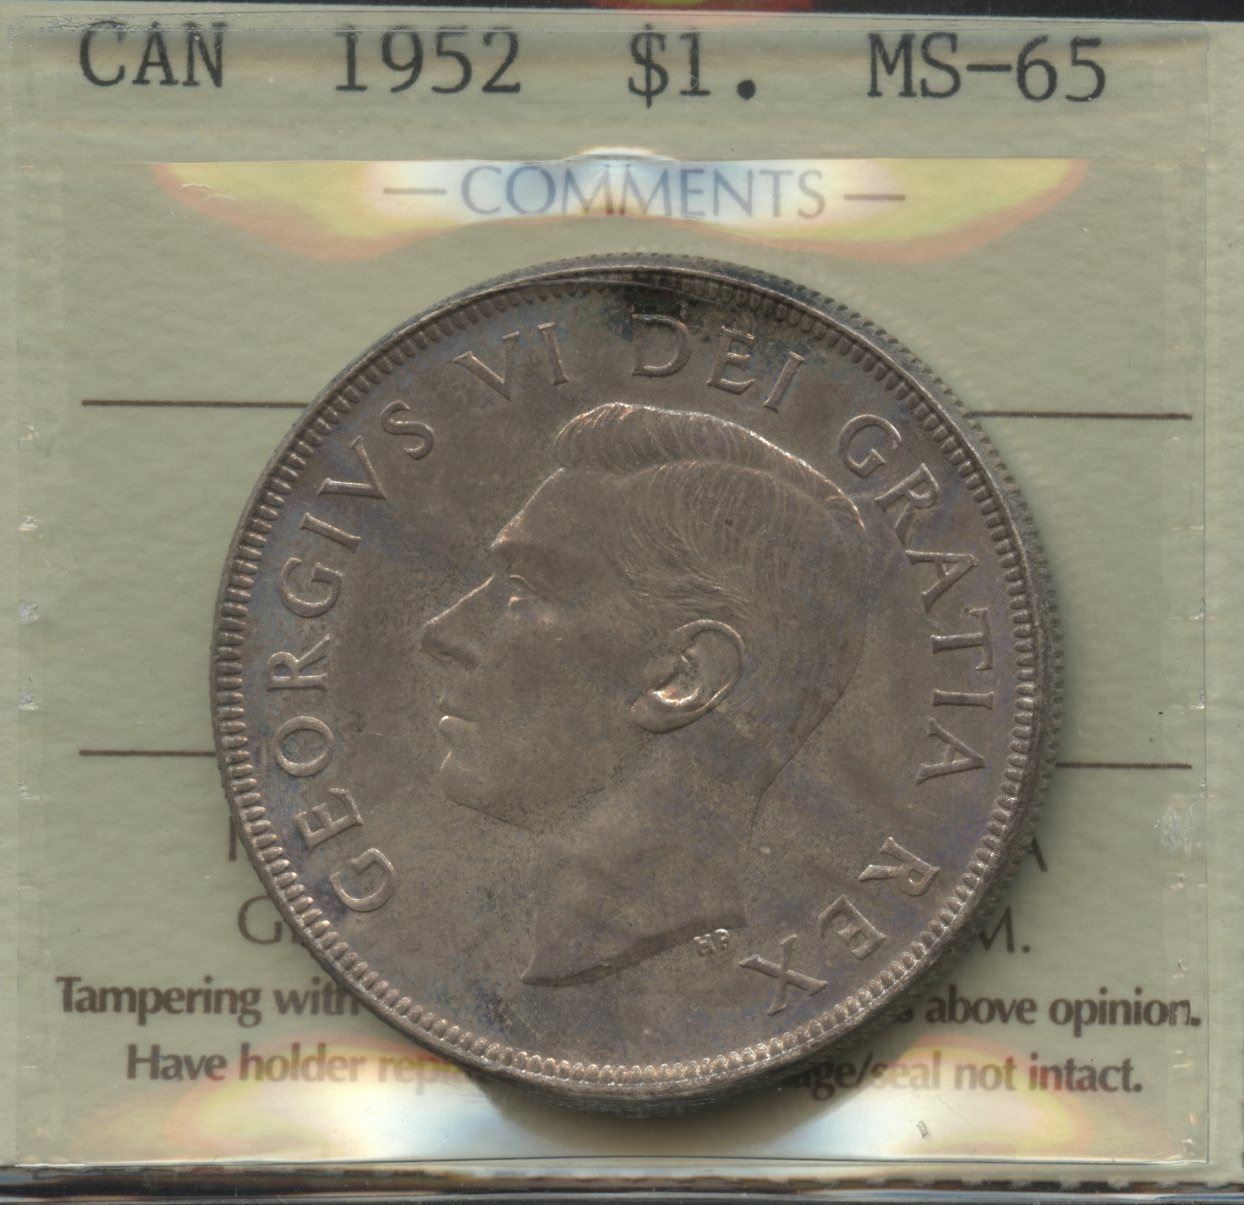 CAN 1952 $1. MS-65
— COMMENTS —
GEORGIVS VI DEI GRATIA REX
HP
Tampering with above opinion.
Have holder age/seal not intact.